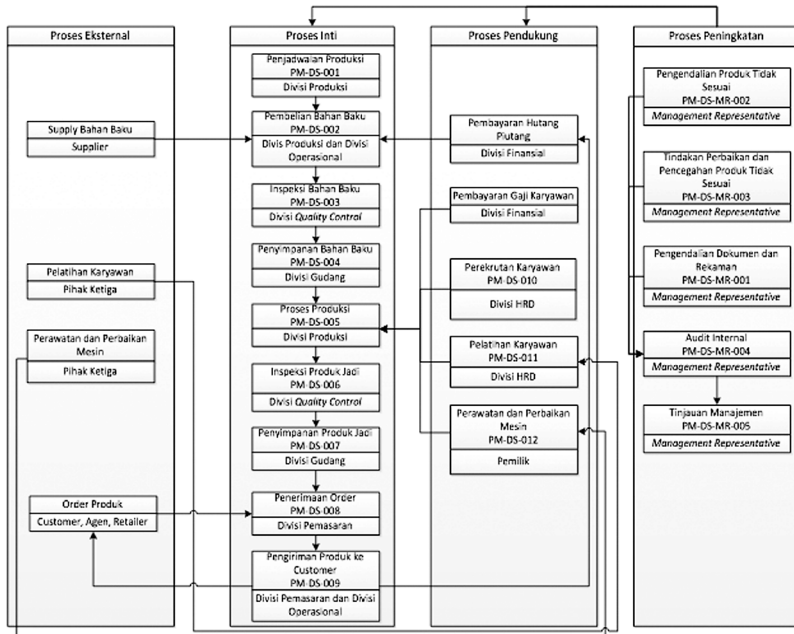 Proses Eksternal
Supply Bahan Baku
Supplier
Pelatihan Karyawan
Pihak Ketiga
Perawatan dan Perbaikan
Mesin
Pihak Ketiga
Order Produk
Customer, Agen, Retailer
Proses Inti
Penjadwalan Produksi
PM-DS-001
Divisi Produksi
Pembelian Bahan Baku
PM-DS-002
Divis Produksi dan Divisi
Operasional
Inspeksi Bahan Baku
PM-DS-003
Divisi Quality Control
Penyimpanan Bahan Baku
PM-DS-004
Divisi Gudang
Proses Produksi
PM-DS-005
Divisi Produksi
Inspeksi Produk Jadi
PM-DS-006
Divisi Quality Control
Penyimpanan Produk Jadi
PM-DS-007
Divisi Gudang
Penerimaan Order
PM-DS-008
Divisi Pemasaran
Pengiriman Produk ke
Customer
PM-DS-009
Divisi Pemasaran dan Divisi
Operasional
Proses Pendukung
Pembayaran Hutang
Piutang
Divisi Finansial
Pembayaran Gaji Karyawan
Divisi Finansial
Perekrutan Karyawan
PM-DS-010
Divisi HRD
Pelatihan Karyawan
PM-DS-011
Divisi HRD
Perawatan dan Perbaikan
Mesin
PM-DS-012
Pemilik
Proses Peningkatan
Pengendalian Produk Tidak
Sesuai
PM-DS-MR-002
Management Representative
Tindakan Perbaikan dan
Pencegahan Produk Tidak
Sesuai
PM-DS-MR-003
Management Representative
Pengendalian Dokumen dan
Rekaman
PM-DS-MR-001
Management Representative
Audit Internal
PM-DS-MR-004
Management Representative
Tinjauan Manajemen
PM-DS-MR-005
Management Representative